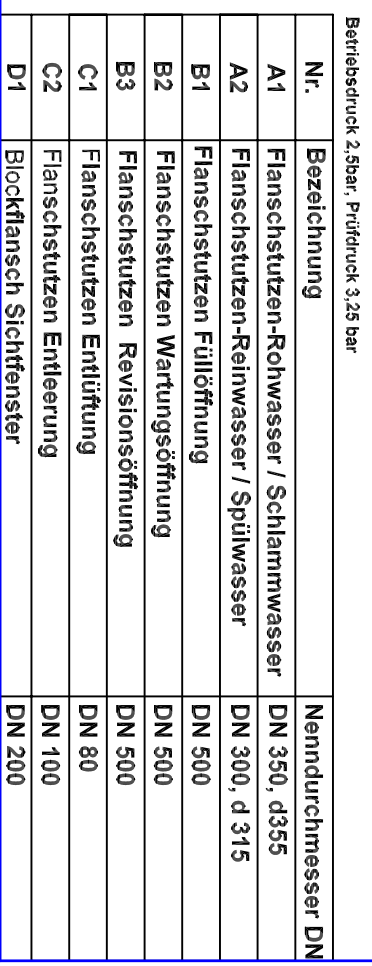 Betriebsdruck 2,5bar, Prüfdruck 3,25 bar
Nr. Bezeichnung Nenndurchmesser DN
A1 Flanschstutzen-Rohwasser / Schlammwasser DN 350, d355
A2 Flanschstutzen-Reinwasser / Spülwasser DN 300, d 315
B1 Flanschstutzen Füllöffnung DN 500
B2 Flanschstutzen Wartungsöffnung DN 500
B3 Flanschstutzen Revisionsöffnung DN 500
C1 Flanschstutzen Entlüftung DN 80
C2 Flanschstutzen Entleerung DN 100
D1 Blockflansch Sichtfenster DN 200